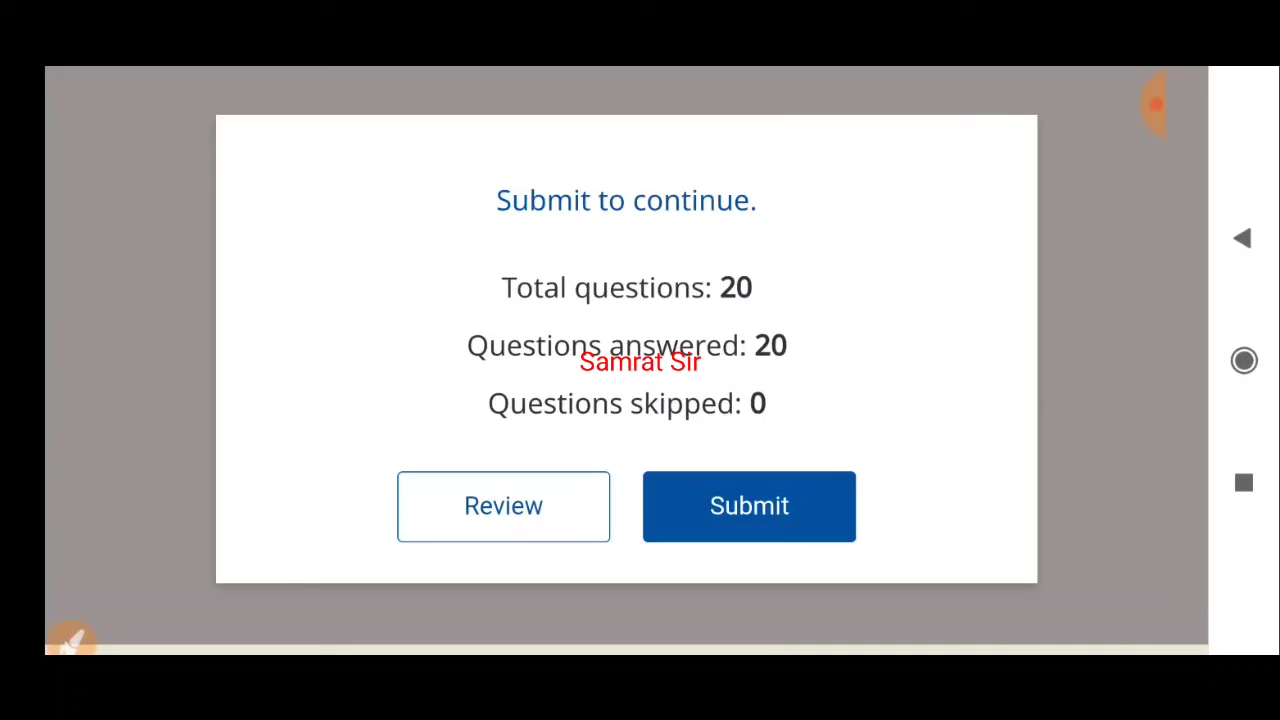 Submit to continue.
Total questions: 20
Questions answered: 20
Samrat Sir
Questions skipped: 0
Review
Submit